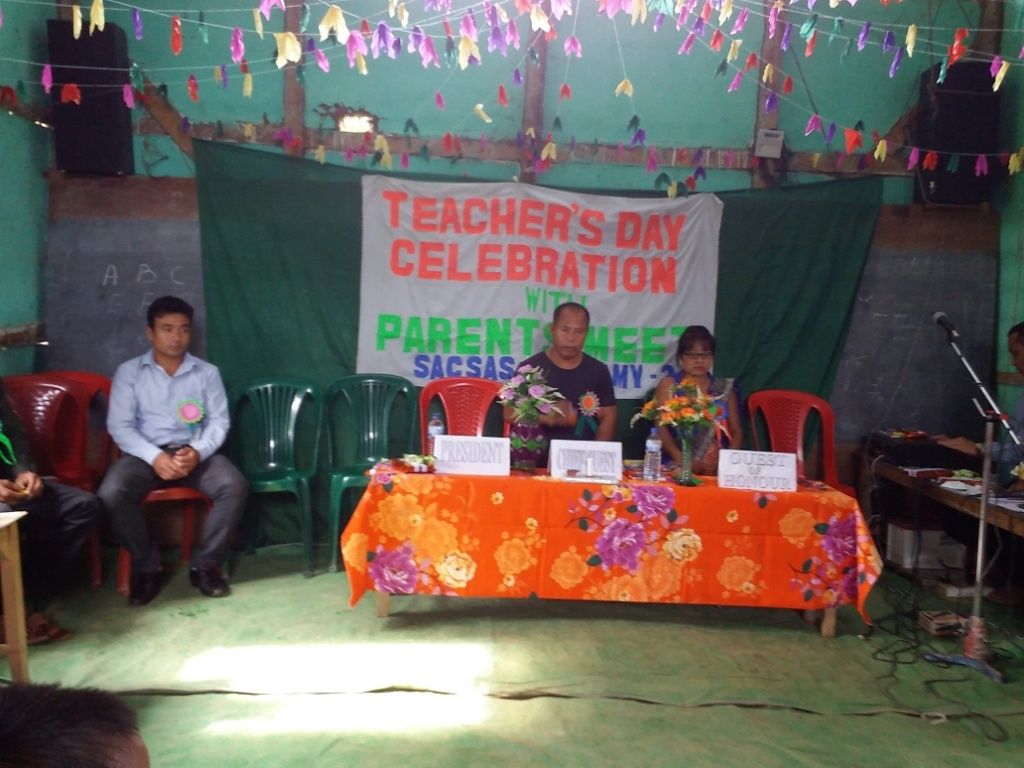 TEACHER'S DAY
CELEBRATION
WITH
PARENTS MEET
SACSAS
A B C
PRESIDENT
CHIEF GUEST
GUEST
OF
HONOUR